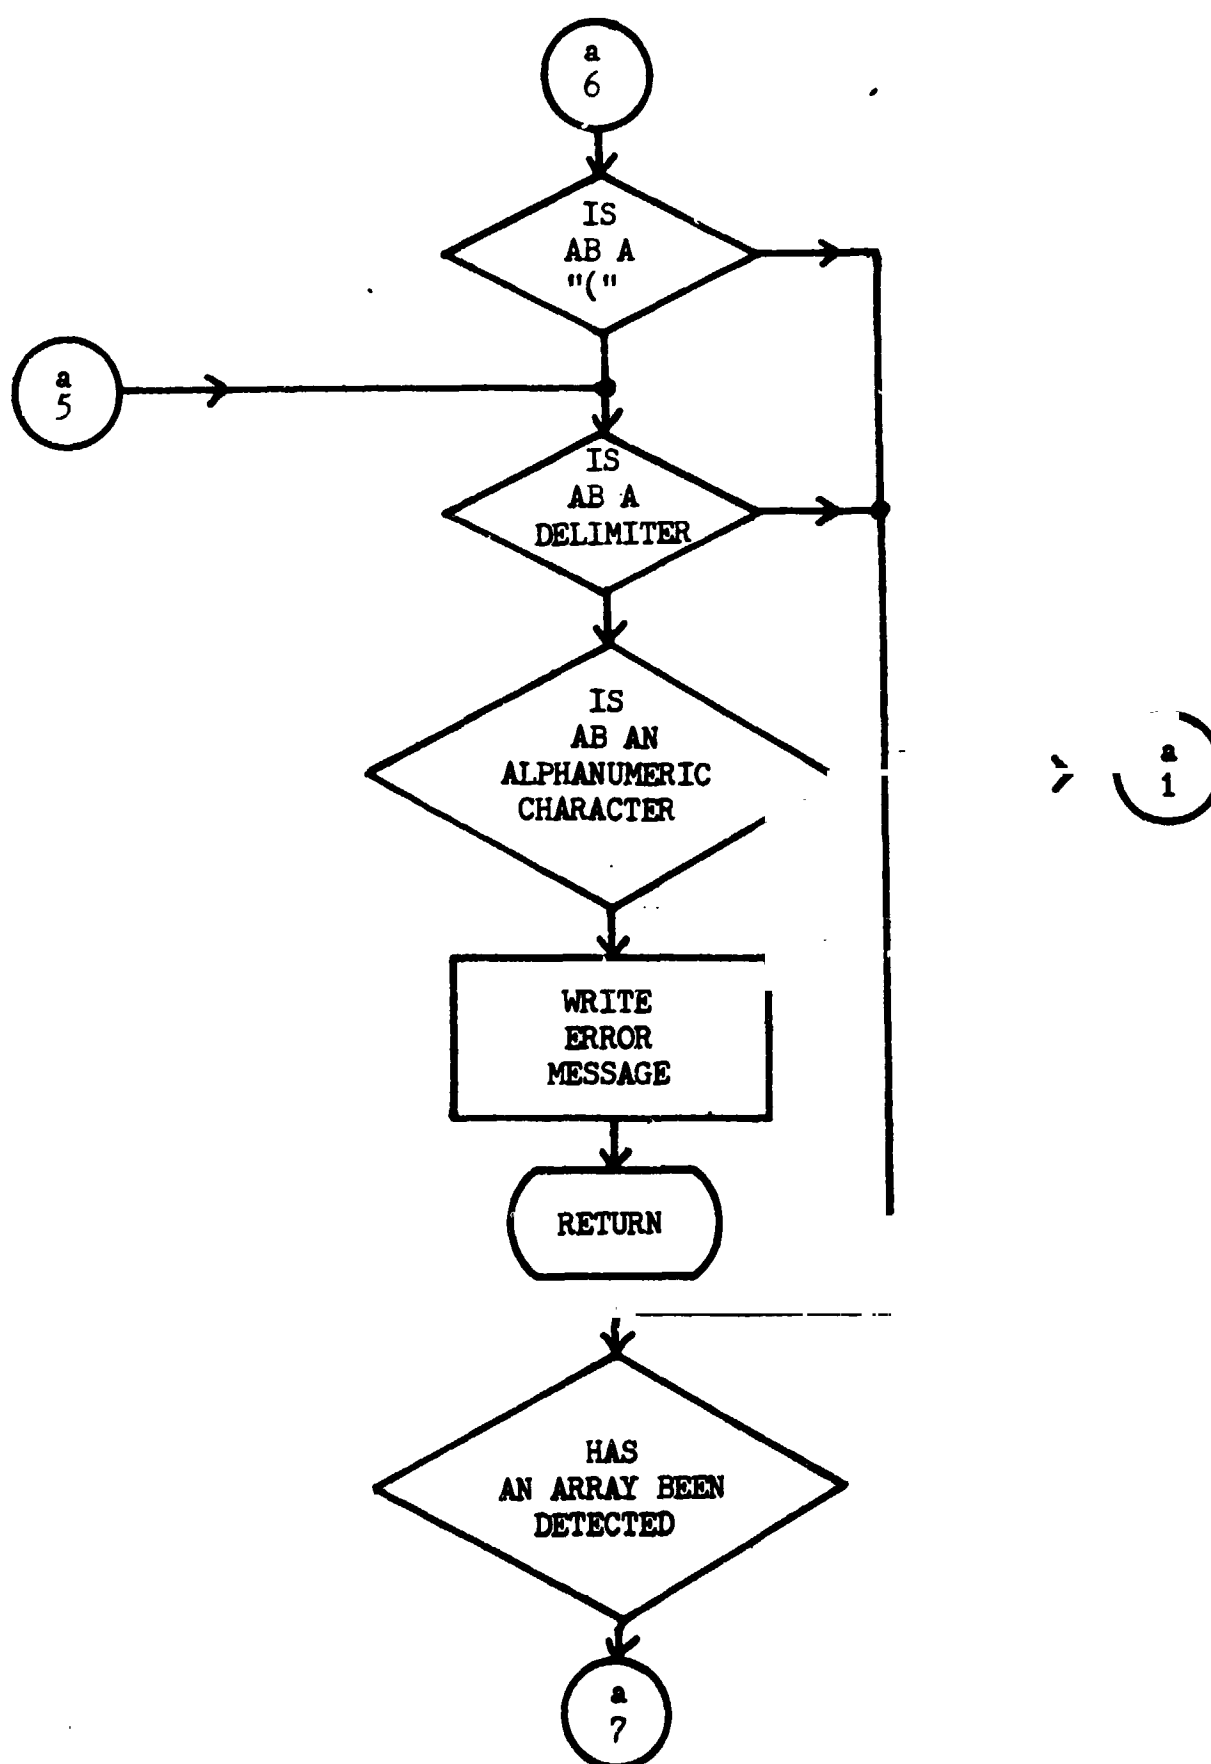 a
6
IS
AB A
"("
a
5
IS
AB A
DELIMITER
IS
AB AN
ALPHANUMERIC
CHARACTER
a
1
WRITE
ERROR
MESSAGE
RETURN
HAS
AN ARRAY BEEN
DETECTED
a
7